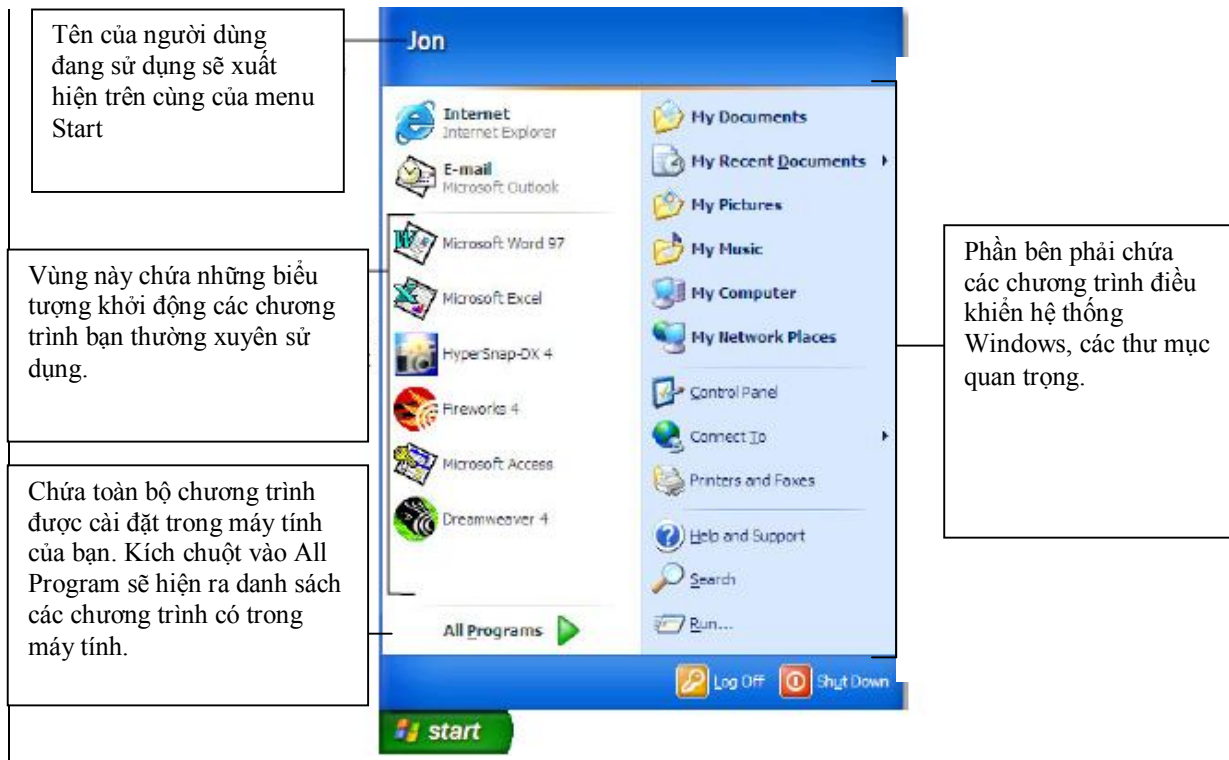 Tên của người dùng
đang sử dụng sẽ xuất
hiện trên cùng của menu
Start
Vùng này chứa những biểu
tượng khởi động các chương
trình bạn thường xuyên sử
dụng.
Chứa toàn bộ chương trình
được cài đặt trong máy tính
của bạn. Kích chuột vào All
Program sẽ hiện ra danh sách
các chương trình có trong
máy tính.
Jon
Internet
Internet Explorer
E-mail
Microsoft Outlook
Microsoft Word 97
Microsoft Excel
HyperSnap-DX 4
Fireworks 4
Microsoft Access
Dreamweaver 4
All Programs
My Documents
My Recent Documents
My Pictures
My Music
My Computer
My Network Places
Control Panel
Connect To
Printers and Faxes
Help and Support
Search
Run...
Log Off
Shut Down
start
Phần bên phải chứa
các chương trình điều
khiển hệ thống
Windows, các thư mục
quan trọng.